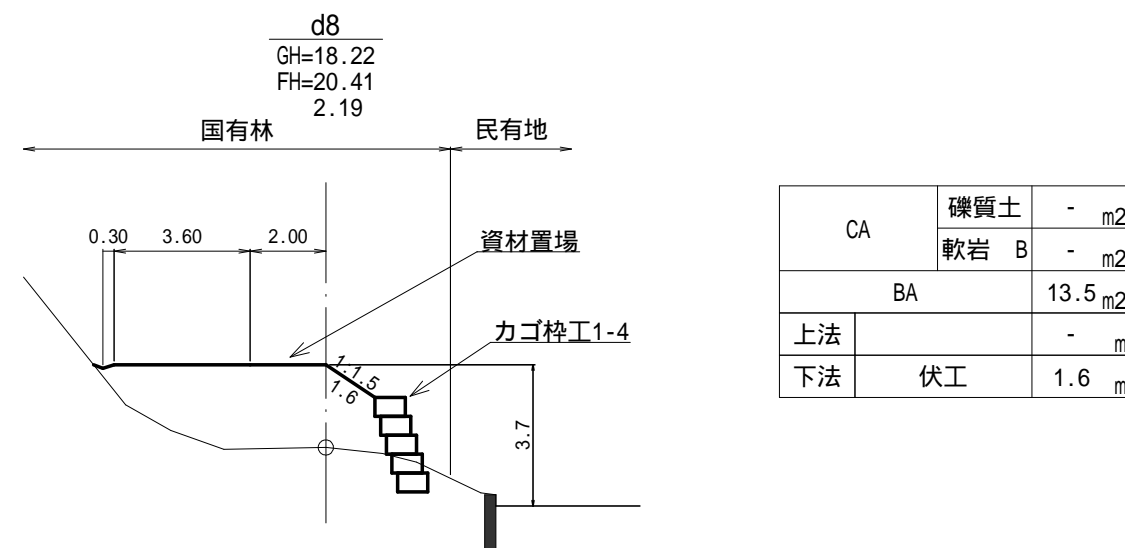 d8
GH=18.22
FH=20.41
2.19
国有林
民有地
0.30
3.60
2.00
資材置場
カゴ枠工1-4
1:1.5
1.6
3.7
CA
礫質土
- m2
軟岩 B
- m2
BA
13.5 m2
上法
- m
下法
伏工
1.6 m